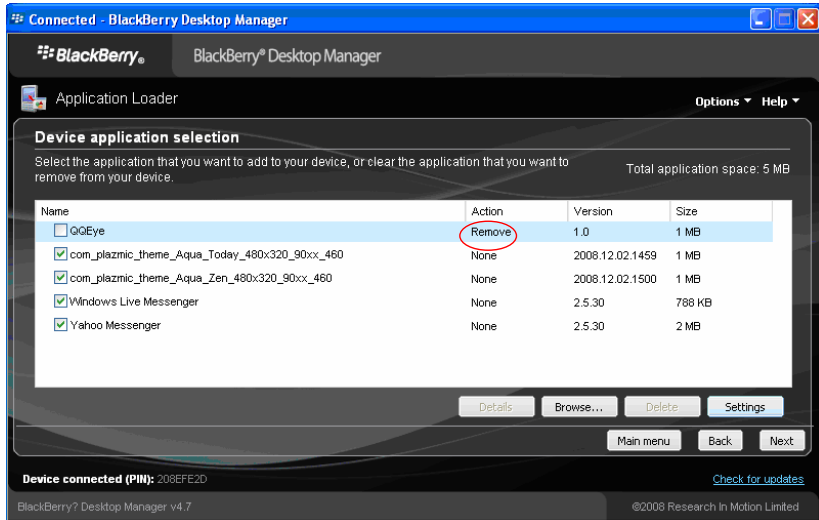 Connected - BlackBerry Desktop Manager
BlackBerry® BlackBerry® Desktop Manager
Application Loader Options Help
Device application selection
Select the application that you want to add to your device, or clear the application that you want to
remove from your device.
Total application space: 5 MB
Name Action Version Size
QQEye Remove 1.0 1 MB
com_plazmic_theme_Aqua_Today_480x320_90xx_460 None 2008.12.02.1459 1 MB
com_plazmic_theme_Aqua_Zen_480x320_90xx_460 None 2008.12.02.1500 1 MB
Windows Live Messenger None 2.5.30 788 KB
Yahoo Messenger None 2.5.30 2 MB
Details Browse... Delete Settings
Main menu Back Next
Device connected (PIN): 208EFE2D Check for updates
BlackBerry? Desktop Manager v4.7 ©2008 Research In Motion Limited